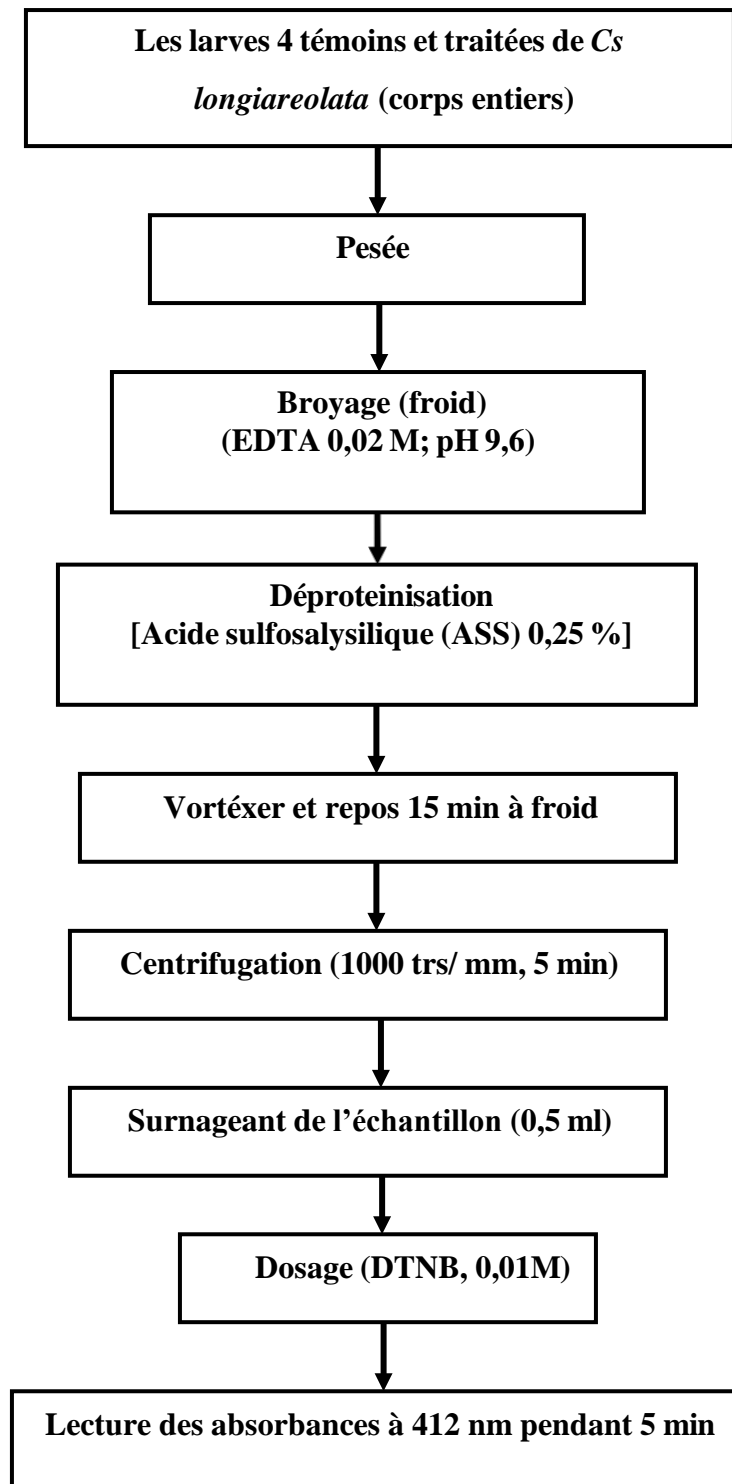 Les larves 4 témoins et traitées de Cs
longiareolata (corps entiers)
Pesée
Broyage (froid)
(EDTA 0,02 M; pH 9,6)
Déproteinisation
[Acide sulfosalysilique (ASS) 0,25 %]
Vortéxer et repos 15 min à froid
Centrifugation (1000 trs/ mm, 5 min)
Surnageant de l’échantillon (0,5 ml)
Dosage (DTNB, 0,01M)
Lecture des absorbances à 412 nm pendant 5 min